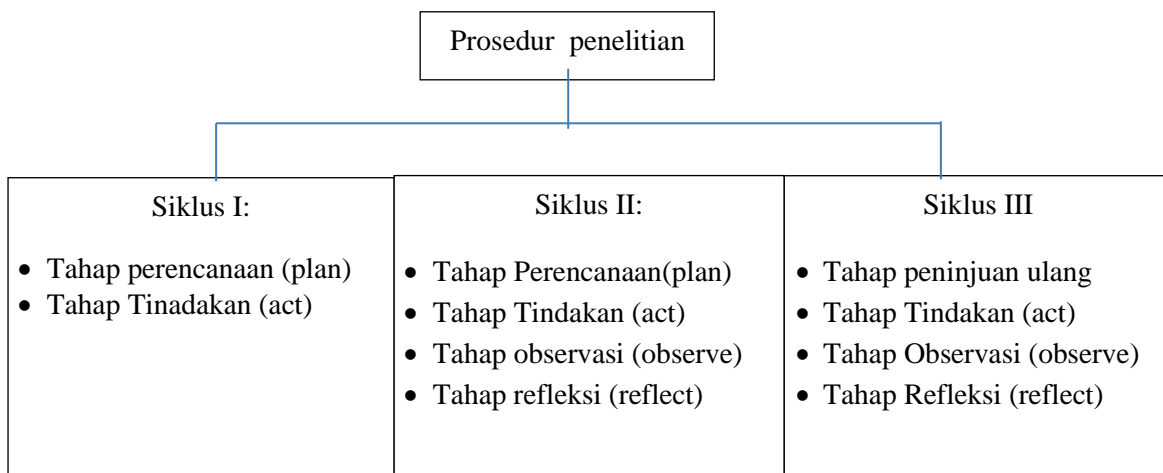 Prosedur penelitian
Siklus I:
• Tahap perencanaan (plan)
• Tahap Tinadakan (act)
Siklus II:
• Tahap Perencanaan(plan)
• Tahap Tindakan (act)
• Tahap observasi (observe)
• Tahap refleksi (reflect)
Siklus III
• Tahap peninjuan ulang
• Tahap Tindakan (act)
• Tahap Observasi (observe)
• Tahap Refleksi (reflect)